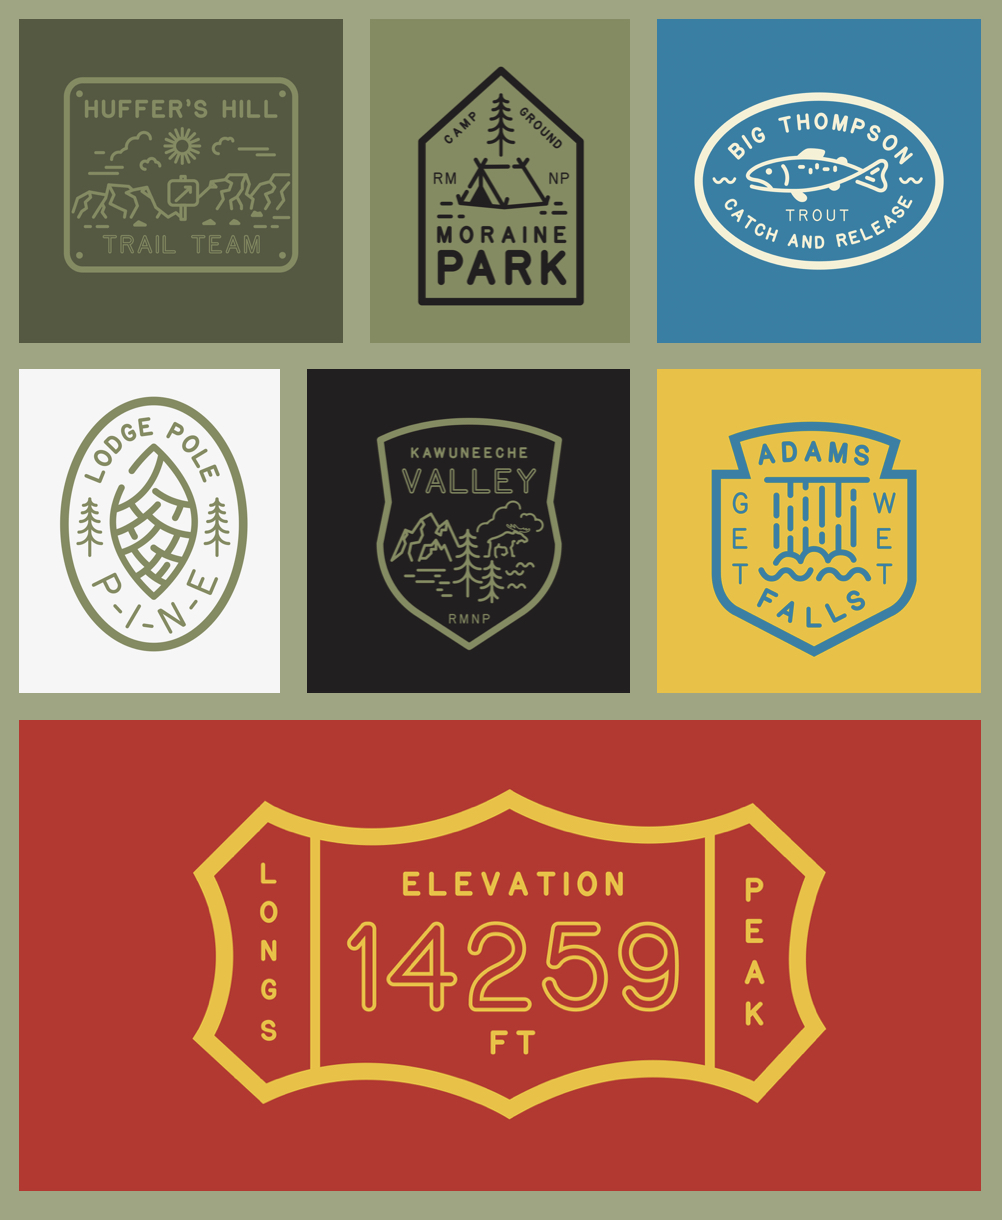 HUFFER'S HILL
TRAIL TEAM
CAMP GROUND
RM NP
MORAINE
PARK
BIG THOMPSON
TROUT
CATCH AND RELEASE
LODGE POLE
P-I-N-E
KAWUNEECHE
VALLEY
RMNP
ADAMS
GET WET
FALLS
LONGS
ELEVATION
14259
FT
PEAK